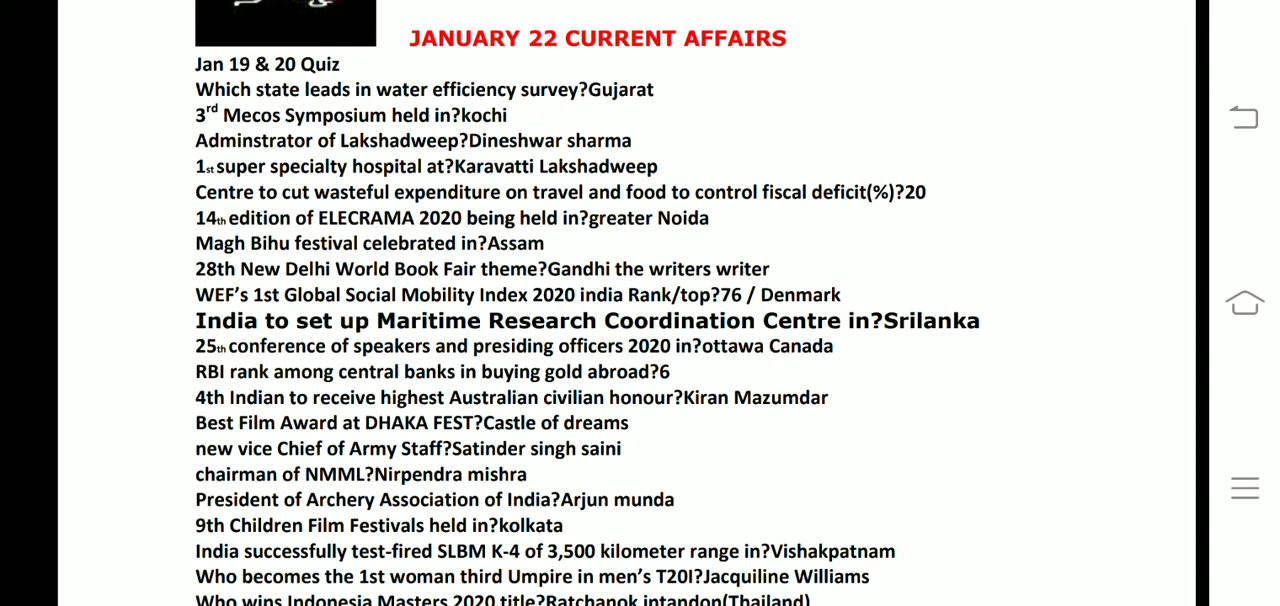 JANUARY 22 CURRENT AFFAIRS
Jan 19 & 20 Quiz
Which state leads in water efficiency survey?Gujarat
3rd Mecos Symposium held in?kochi
Adminstrator of Lakshadweep?Dineshwar sharma
1st super specialty hospital at?Karavatti Lakshadweep
Centre to cut wasteful expenditure on travel and food to control fiscal deficit(%)?20
14th edition of ELECRAMA 2020 being held in?greater Noida
Magh Bihu festival celebrated in?Assam
28th New Delhi World Book Fair theme?Gandhi the writers writer
WEF's 1st Global Social Mobility Index 2020 india Rank/top?76 / Denmark
India to set up Maritime Research Coordination Centre in?Srilanka
25th conference of speakers and presiding officers 2020 in?ottawa Canada
RBI rank among central banks in buying gold abroad?6
4th Indian to receive highest Australian civilian honour?Kiran Mazumdar
Best Film Award at DHAKA FEST?Castle of dreams
new vice Chief of Army Staff?Satinder singh saini
chairman of NMML?Nirpendra mishra
President of Archery Association of India?Arjun munda
9th Children Film Festivals held in?kolkata
India successfully test-fired SLBM K-4 of 3,500 kilometer range in?Vishakpatnam
Who becomes the 1st woman third Umpire in men's T20I?Jacquiline Williams
Who wins Indonesia Masters 2020 title?Ratchanok intandon(Thailand)